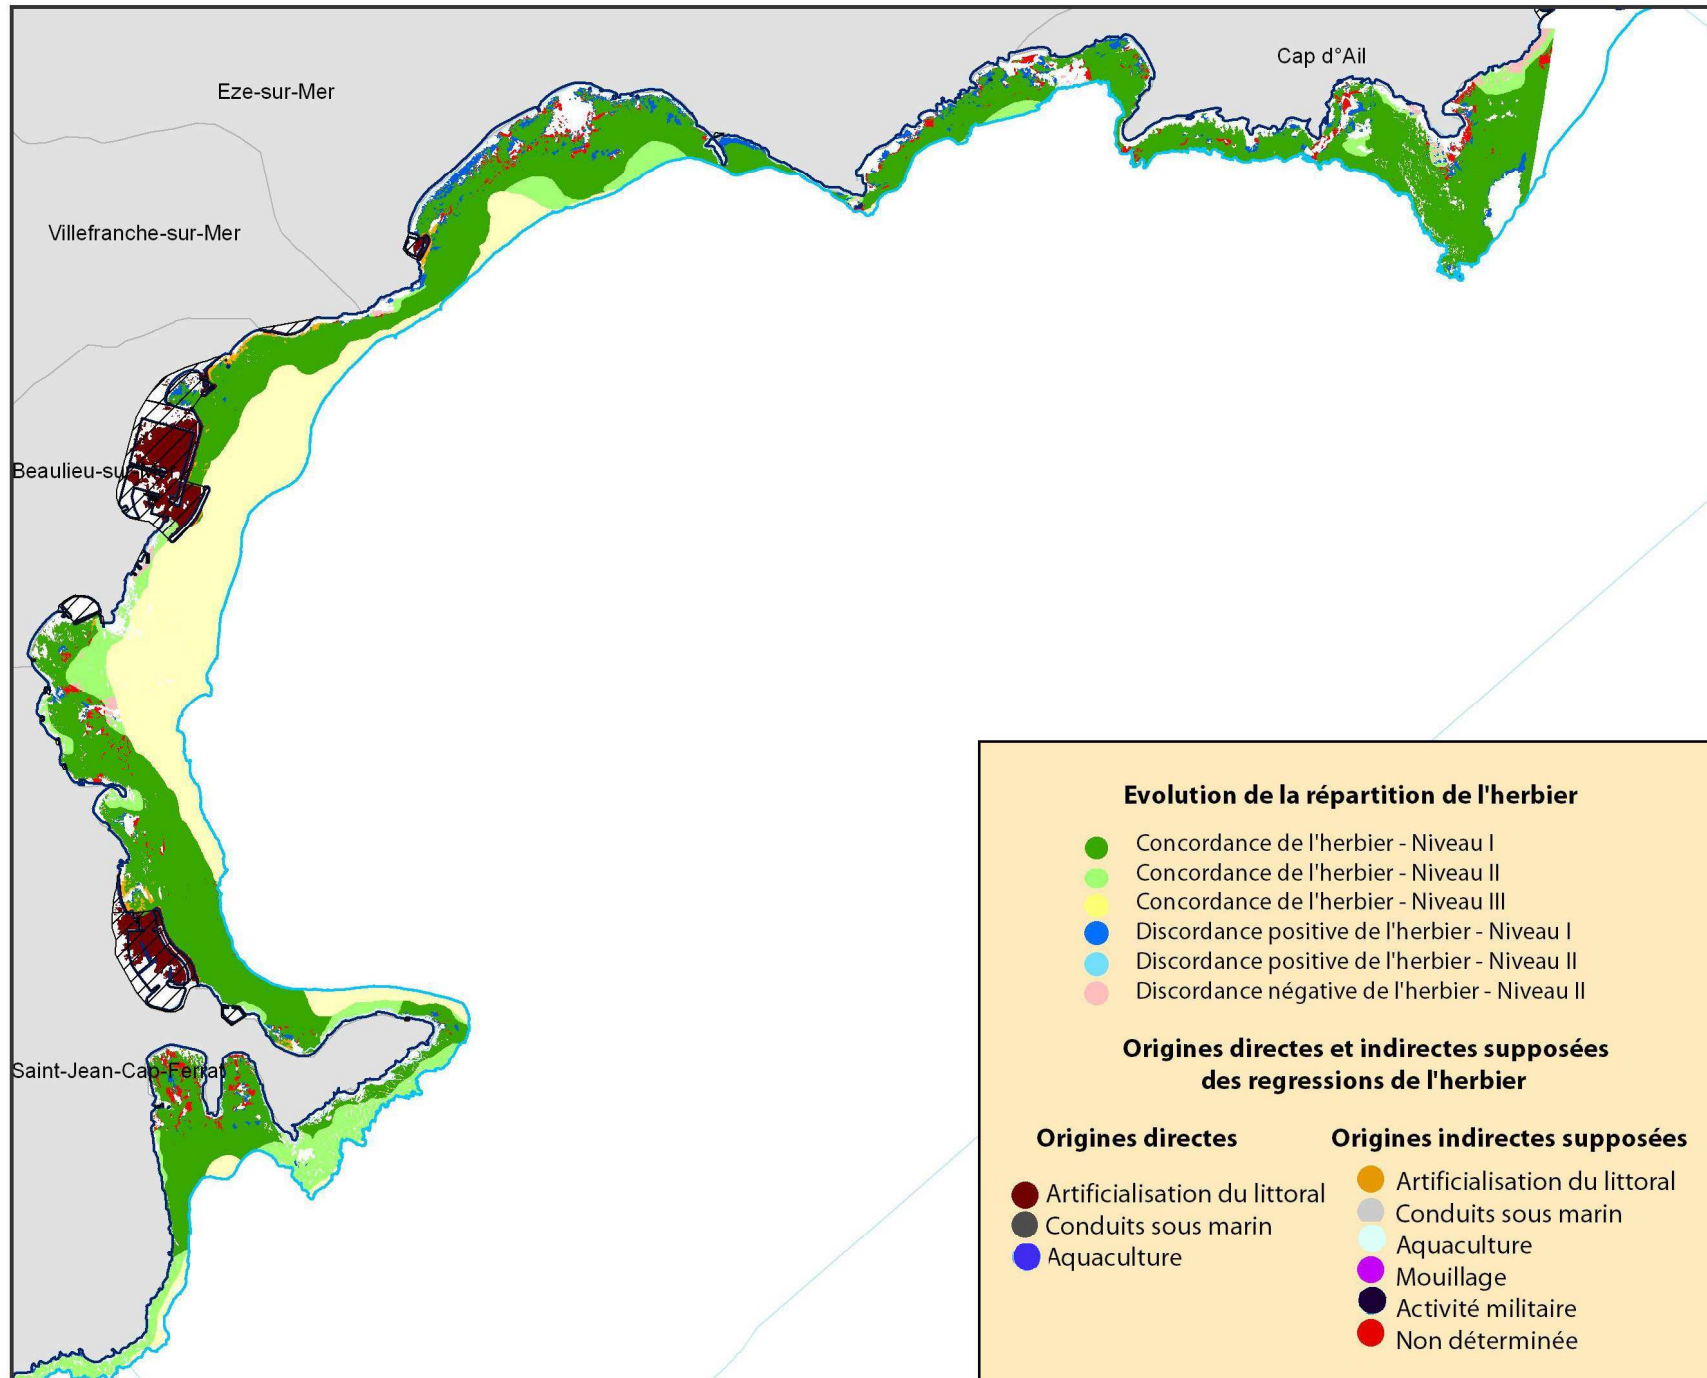 Cap d°Ail
Eze-sur-Mer
Villefranche-sur-Mer
Beaulieu-sur-Mer
Saint-Jean-Cap-Ferrat
Evolution de la répartition de l'herbier
Concordance de l'herbier - Niveau I
Concordance de l'herbier - Niveau II
Concordance de l'herbier - Niveau III
Discordance positive de l'herbier - Niveau I
Discordance positive de l'herbier - Niveau II
Discordance négative de l'herbier - Niveau II
Origines directes et indirectes supposées
des regressions de l'herbier
Origines directes
Artificialisation du littoral
Conduits sous marin
Aquaculture
Origines indirectes supposées
Artificialisation du littoral
Conduits sous marin
Aquaculture
Mouillage
Activité militaire
Non déterminée